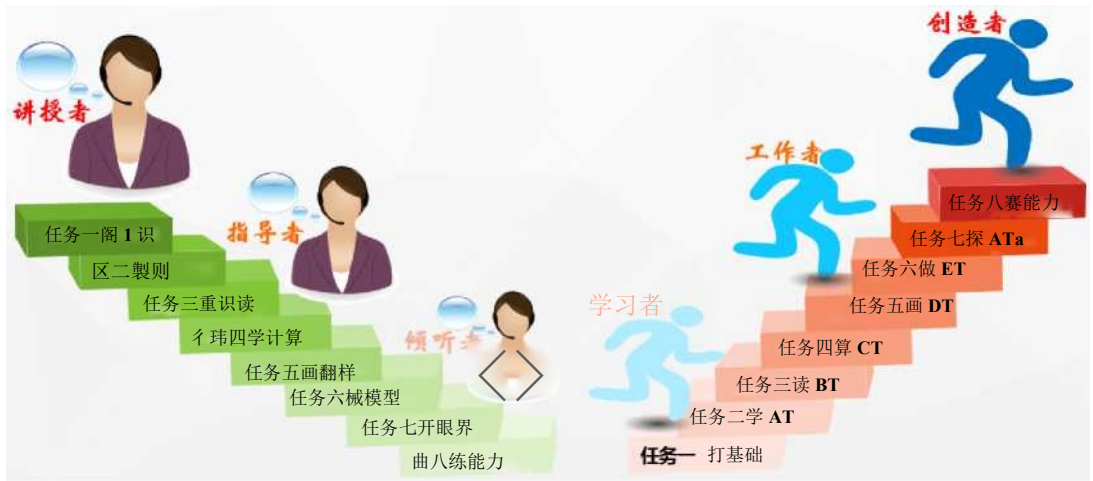 讲授者
任务一阁 1 识
指导者
区二製则
任务三重识读
彳玮四学计算
倾听者
任务五画翻样
任务六械模型
任务七开眼界
曲八练能力
创造者
任务八赛能力
工作者
任务七探 ATa
任务六做 ET
任务五画 DT
学习者
任务四算 CT
任务三读 BT
任务二学 AT
任务一 打基础